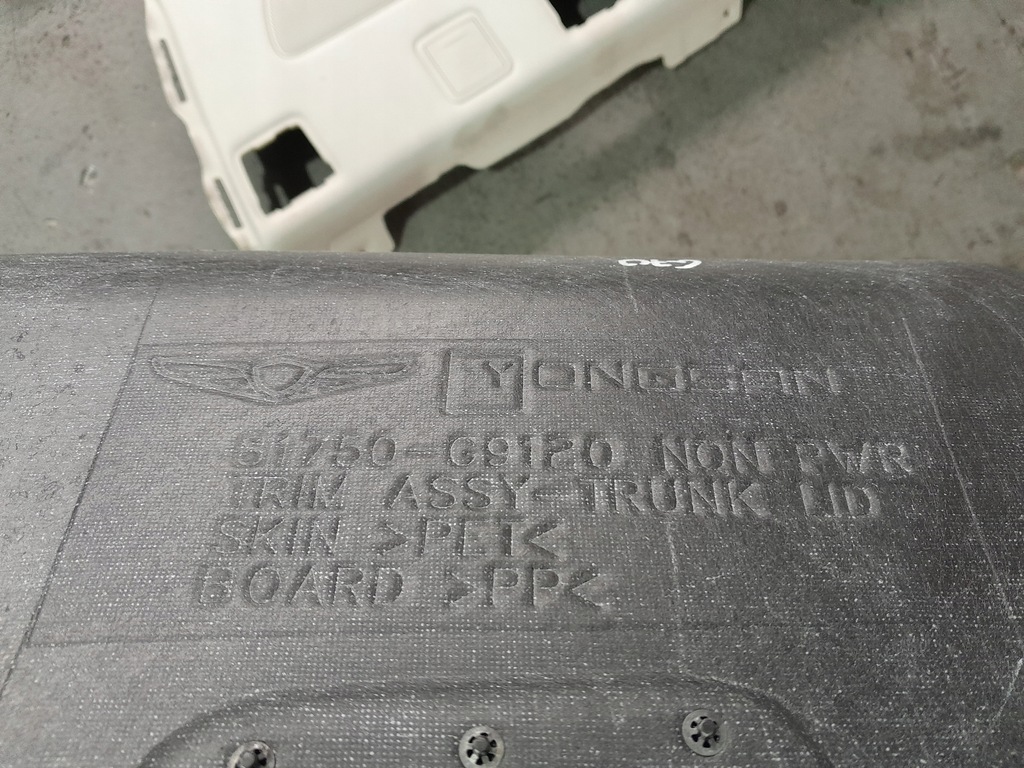 YONGSAN
81750-G9120 NON PWR
TRIM ASSY-TRUNK LID
SKIN >PET<
BOARD >PP<